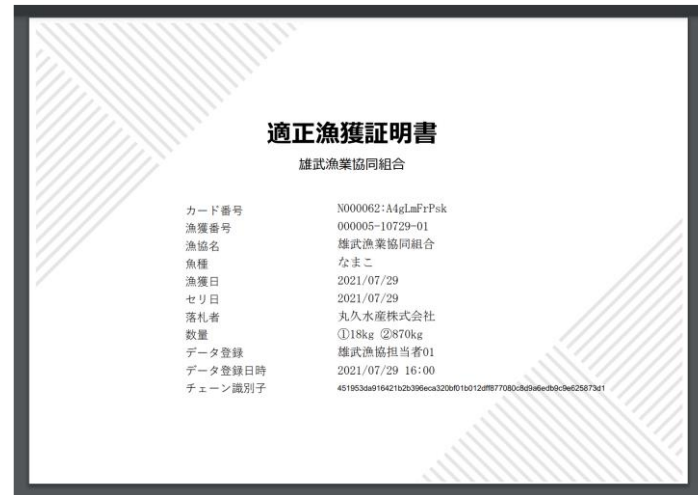 適正漁獲証明書
雄武漁業協同組合
カード番号 N000062:A4gLmFrPsk
漁獲番号 000005-10729-01
漁協名 雄武漁業協同組合
魚種 なまこ
漁獲日 2021/07/29
セリ日 2021/07/29
落札者 丸久水産株式会社
数量 ①18kg ②870kg
データ登録 雄武漁協担当者01
データ登録日時 2021/07/29 16:00
チェーン識別子 451953da916421b2b396eca320bf01b012dff877080c8d9a6edb9c9e625873d1